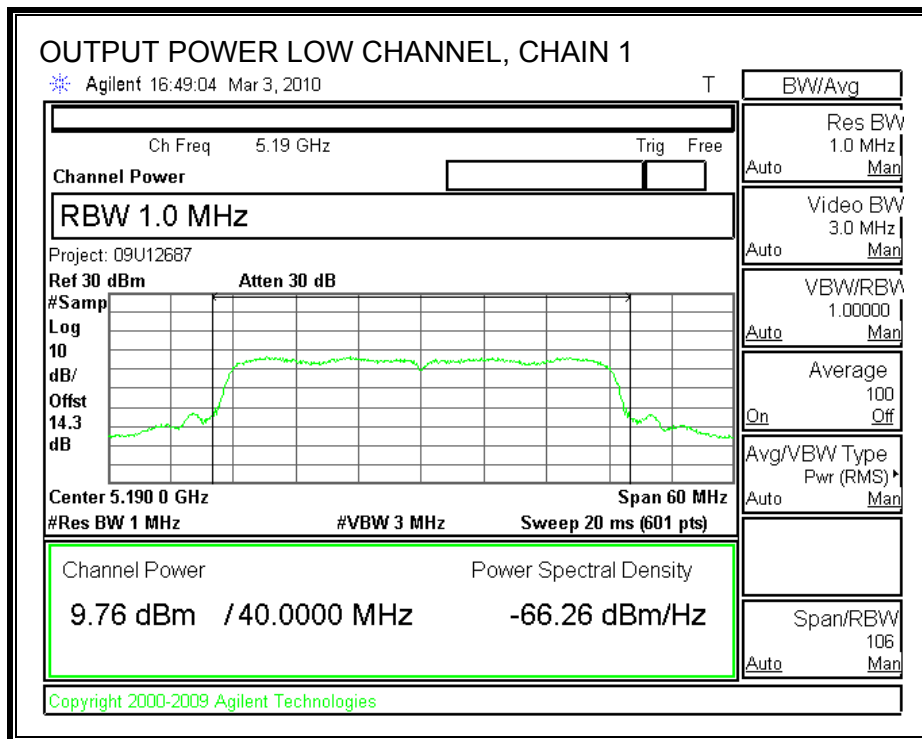 OUTPUT POWER LOW CHANNEL, CHAIN 1
Agilent 16:49:04 Mar 3, 2010 T
Ch Freq 5.19 GHz Trig Free
Channel Power
RBW 1.0 MHz
Project: 09U12687
Ref 30 dBm Atten 30 dB
#Samp
Log
10
dB/
Offst
14.3
dB
Center 5.190 0 GHz Span 60 MHz
#Res BW 1 MHz #VBW 3 MHz Sweep 20 ms (601 pts)
Channel Power Power Spectral Density
9.76 dBm / 40.0000 MHz -66.26 dBm/Hz
Copyright 2000-2009 Agilent Technologies
BW/Avg
Res BW
1.0 MHz
Auto Man
Video BW
3.0 MHz
Auto Man
VBW/RBW
1.00000
Auto Man
Average
100
On Off
Avg/VBW Type
Pwr (RMS)
Auto Man
Span/RBW
106
Auto Man